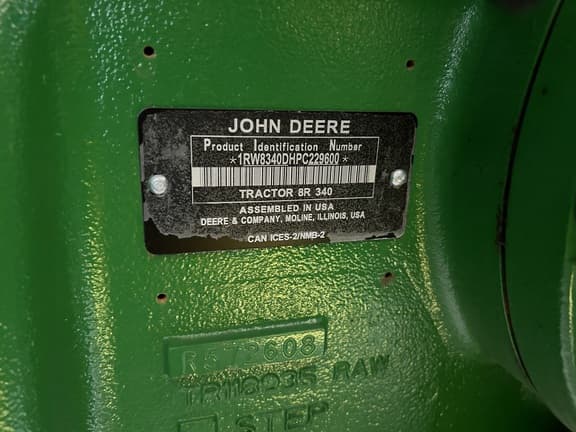 JOHN DEERE
Product Identification Number
*1RW8340DHPC229600*
TRACTOR 8R 340
ASSEMBLED IN USA
DEERE & COMPANY, MOLINE, ILLINOIS, USA
CAN ICES-2/NMB-2
RAW
STEP